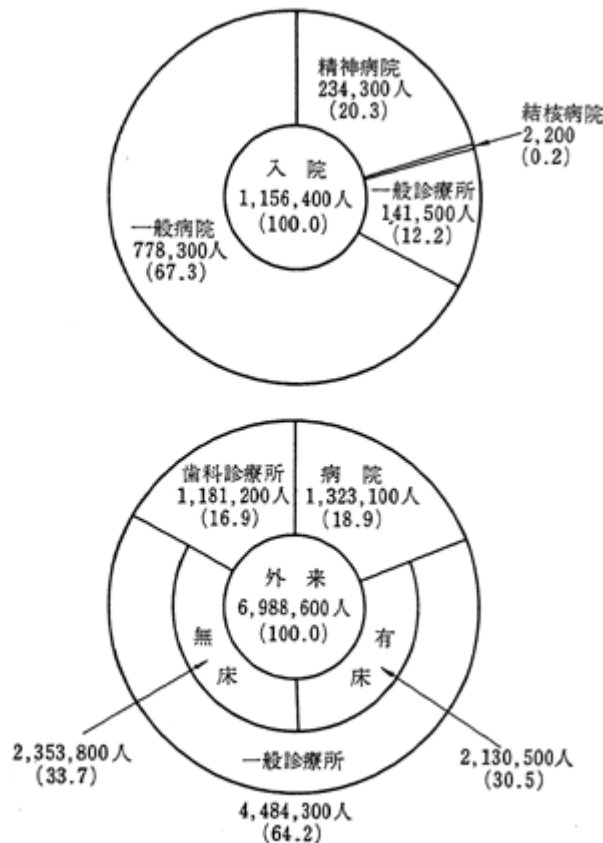 精神病院
234,300人
(20.3)
結核病院
2,200
(0.2)
入院
1,156,400人
(100.0)
一般診療所
141,500人
(12.2)
一般病院
778,300人
(67.3)
歯科診療所
1,181,200人
(16.9)
病院
1,323,100人
(18.9)
外来
6,988,600人
(100.0)
無床
有床
2,353,800人
(33.7)
2,130,500人
(30.5)
一般診療所
4,484,300人
(64.2)